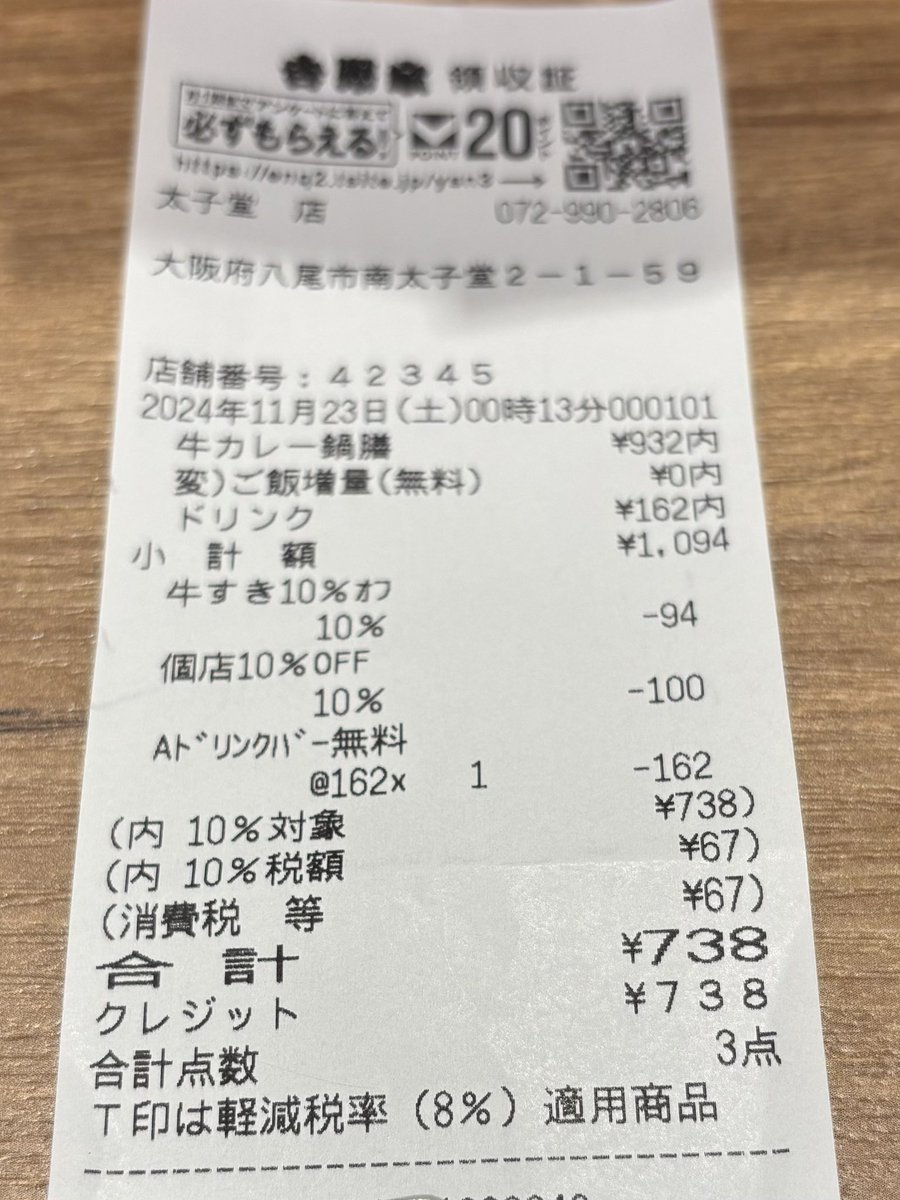 吉野家 領収証
必ずもらえる!
PONTA 20 ポイント
太子堂 店 072-990-2806
大阪府八尾市南太子堂2-1-59
店舗番号:42345
2024年11月23日(土)00時13分000101
牛カレー鍋膳 ¥932内
変)ご飯増量(無料) ¥0内
ドリンク ¥162内
小 計 額 ¥1,094
牛すき10%オフ
10% -94
個店10%OFF
10% -100
Aドリンクバー無料
@162x 1 -162
(内 10%対象 ¥738)
(内 10%税額 ¥67)
(消費税 等 ¥67)
合 計 ¥738
クレジット ¥738
合計点数 3点
T印は軽減税率(8%)適用商品